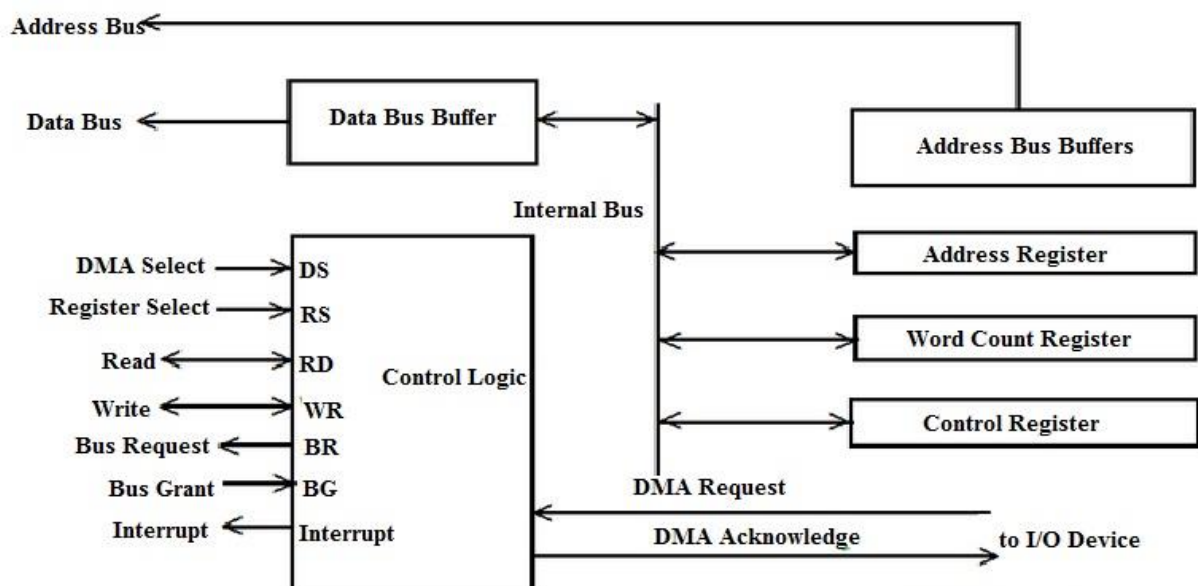 Address Bus
Data Bus
Data Bus Buffer
Address Bus Buffers
Internal Bus
DMA Select
DS
Address Register
Register Select
RS
Read
RD
Control Logic
Word Count Register
Write
WR
Bus Request
BR
Control Register
Bus Grant
BG
DMA Request
Interrupt
Interrupt
DMA Acknowledge
to I/O Device